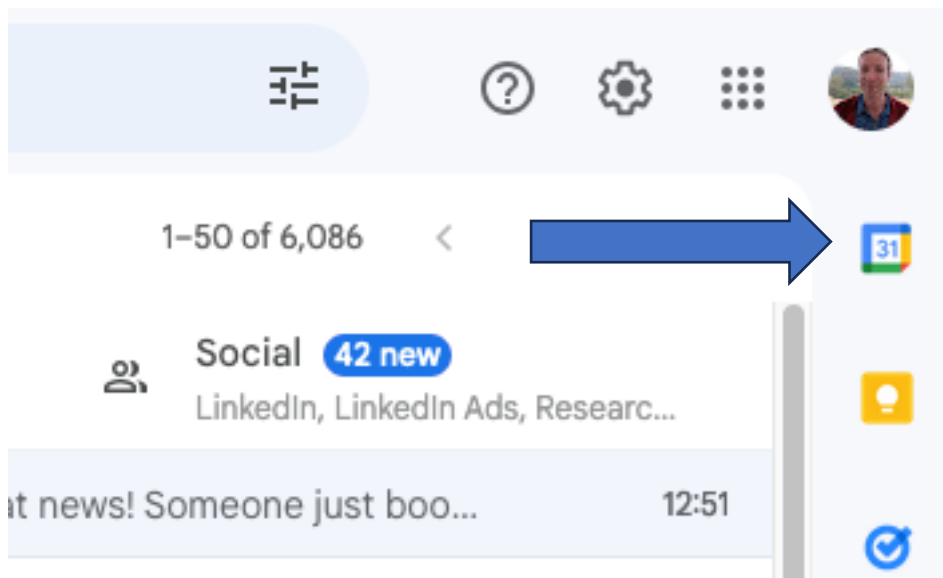 1–50 of 6,086
31
Social 42 new
LinkedIn, LinkedIn Ads, Researc...
at news! Someone just boo... 12:51